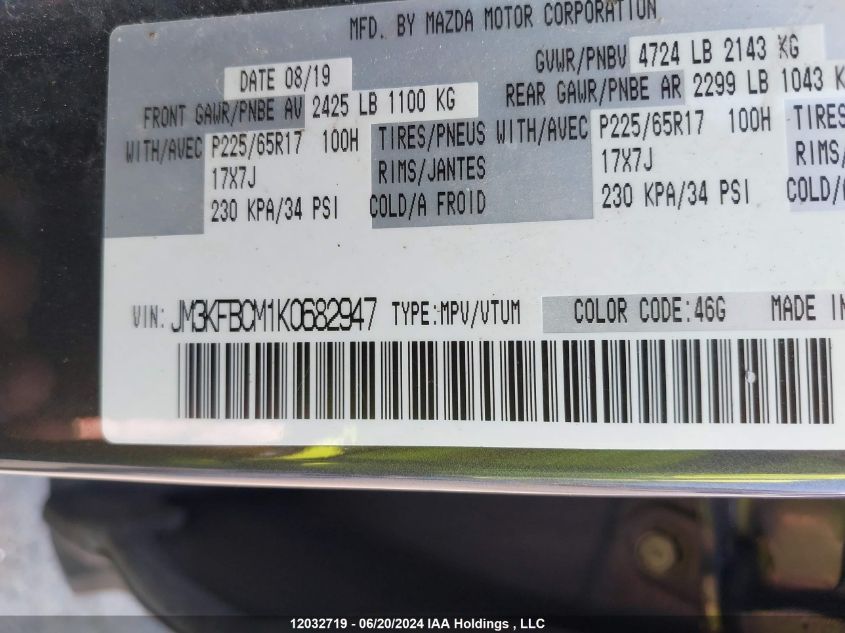 MFD. BY MAZDA MOTOR CORPORATION
DATE 08/19 GVWR/PNBV 4724 LB 2143 KG
FRONT GAWR/PNBE AV 2425 LB 1100 KG REAR GAWR/PNBE AR 2299 LB 1043 K
WITH/AVEC P225/65R17 100H TIRES/PNEUS WITH/AVEC P225/65R17 100H TIRES
17X7J RIMS/JANTES 17X7J RIMS/
230 KPA/34 PSI COLD/A FROID 230 KPA/34 PSI COLD/
VIN: JM3KFBCM1K0682947 TYPE:MPV/VTUM COLOR CODE:46G MADE IN
12032719 - 06/20/2024 IAA Holdings , LLC